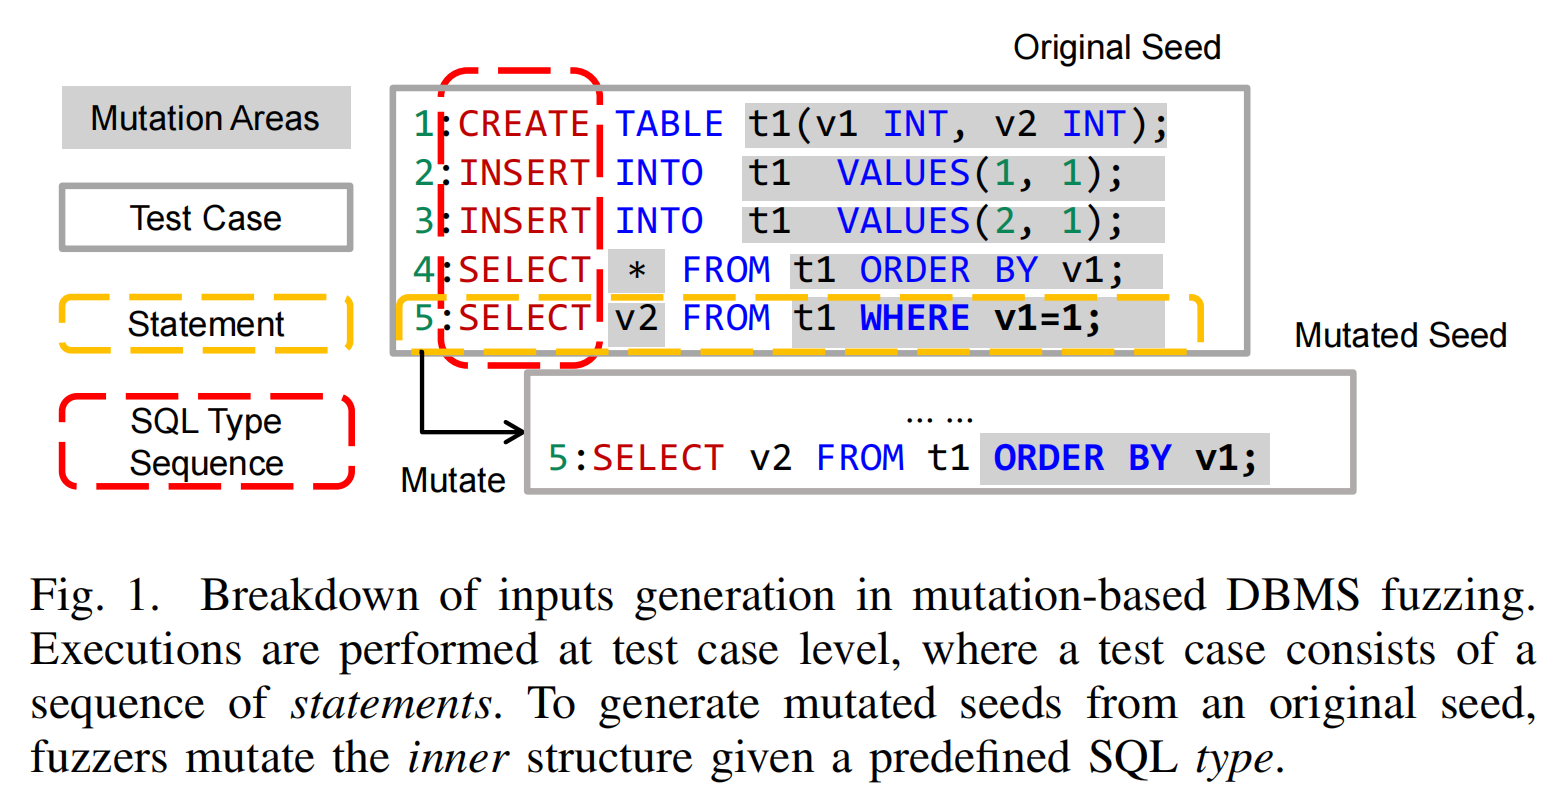 Original Seed
Mutation Areas
Test Case
Statement
SQL Type
Sequence
1:CREATE TABLE t1(v1 INT, v2 INT);
2:INSERT INTO t1 VALUES(1, 1);
3:INSERT INTO t1 VALUES(2, 1);
4:SELECT * FROM t1 ORDER BY v1;
5:SELECT v2 FROM t1 WHERE v1=1;
Mutated Seed
... ...
5:SELECT v2 FROM t1 ORDER BY v1;
Mutate
Fig. 1. Breakdown of inputs generation in mutation-based DBMS fuzzing.
Executions are performed at test case level, where a test case consists of a
sequence of statements. To generate mutated seeds from an original seed,
fuzzers mutate the inner structure given a predefined SQL type.